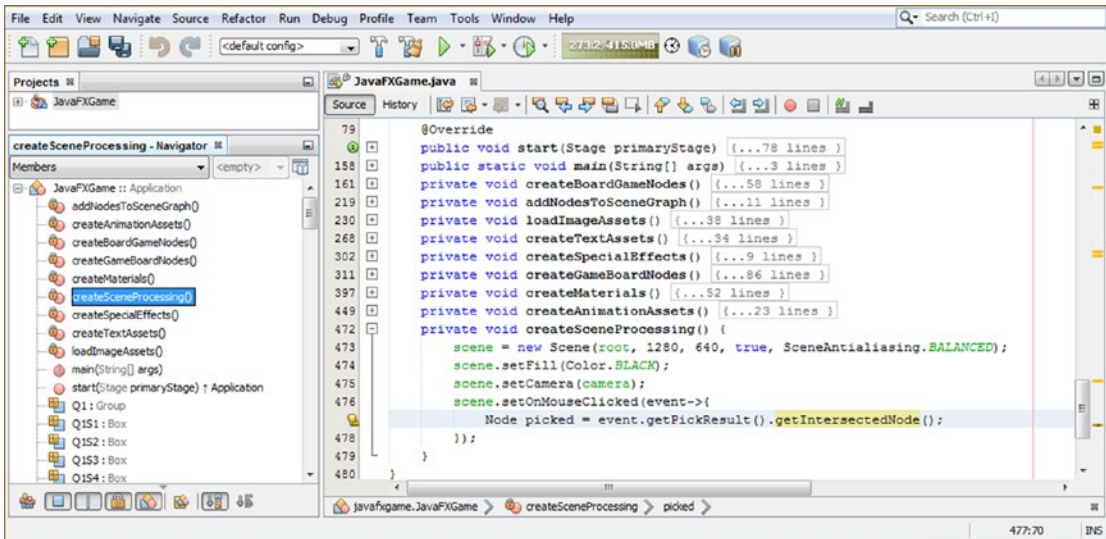 File Edit View Navigate Source Refactor Run Debug Profile Team Tools Window Help
Search (Ctrl+I)
<default config>
273.2/415.0MB
Projects
JavaFXGame
createSceneProcessing - Navigator
Members
<empty>
JavaFXGame :: Application
addNodesToSceneGraph()
createAnimationAssets()
createBoardGameNodes()
createGameBoardNodes()
createMaterials()
createSceneProcessing()
createSpecialEffects()
createTextAssets()
loadImageAssets()
main(String[] args)
start(Stage primaryStage) ↑ Application
Q1 : Group
Q1S1 : Box
Q1S2 : Box
Q1S3 : Box
Q1S4 : Box
JavaFXGame.java
Source History
79 @Override
public void start(Stage primaryStage) {...78 lines }
158 public static void main(String[] args) {...3 lines }
161 private void createBoardGameNodes() {...58 lines }
219 private void addNodesToSceneGraph() {...11 lines }
230 private void loadImageAssets() {...38 lines }
268 private void createTextAssets() {...34 lines }
302 private void createSpecialEffects() {...9 lines }
311 private void createGameBoardNodes() {...86 lines }
397 private void createMaterials() {...52 lines }
449 private void createAnimationAssets() {...23 lines }
472 private void createSceneProcessing() {
473 scene = new Scene(root, 1280, 640, true, SceneAntialiasing.BALANCED);
474 scene.setFill(Color.BLACK);
475 scene.setCamera(camera);
476 scene.setOnMouseClicked(event->{
Node picked = event.getPickResult().getIntersectedNode();
478 });
479 }
480 }
javafxgame.JavaFXGame createSceneProcessing picked
477:70 INS